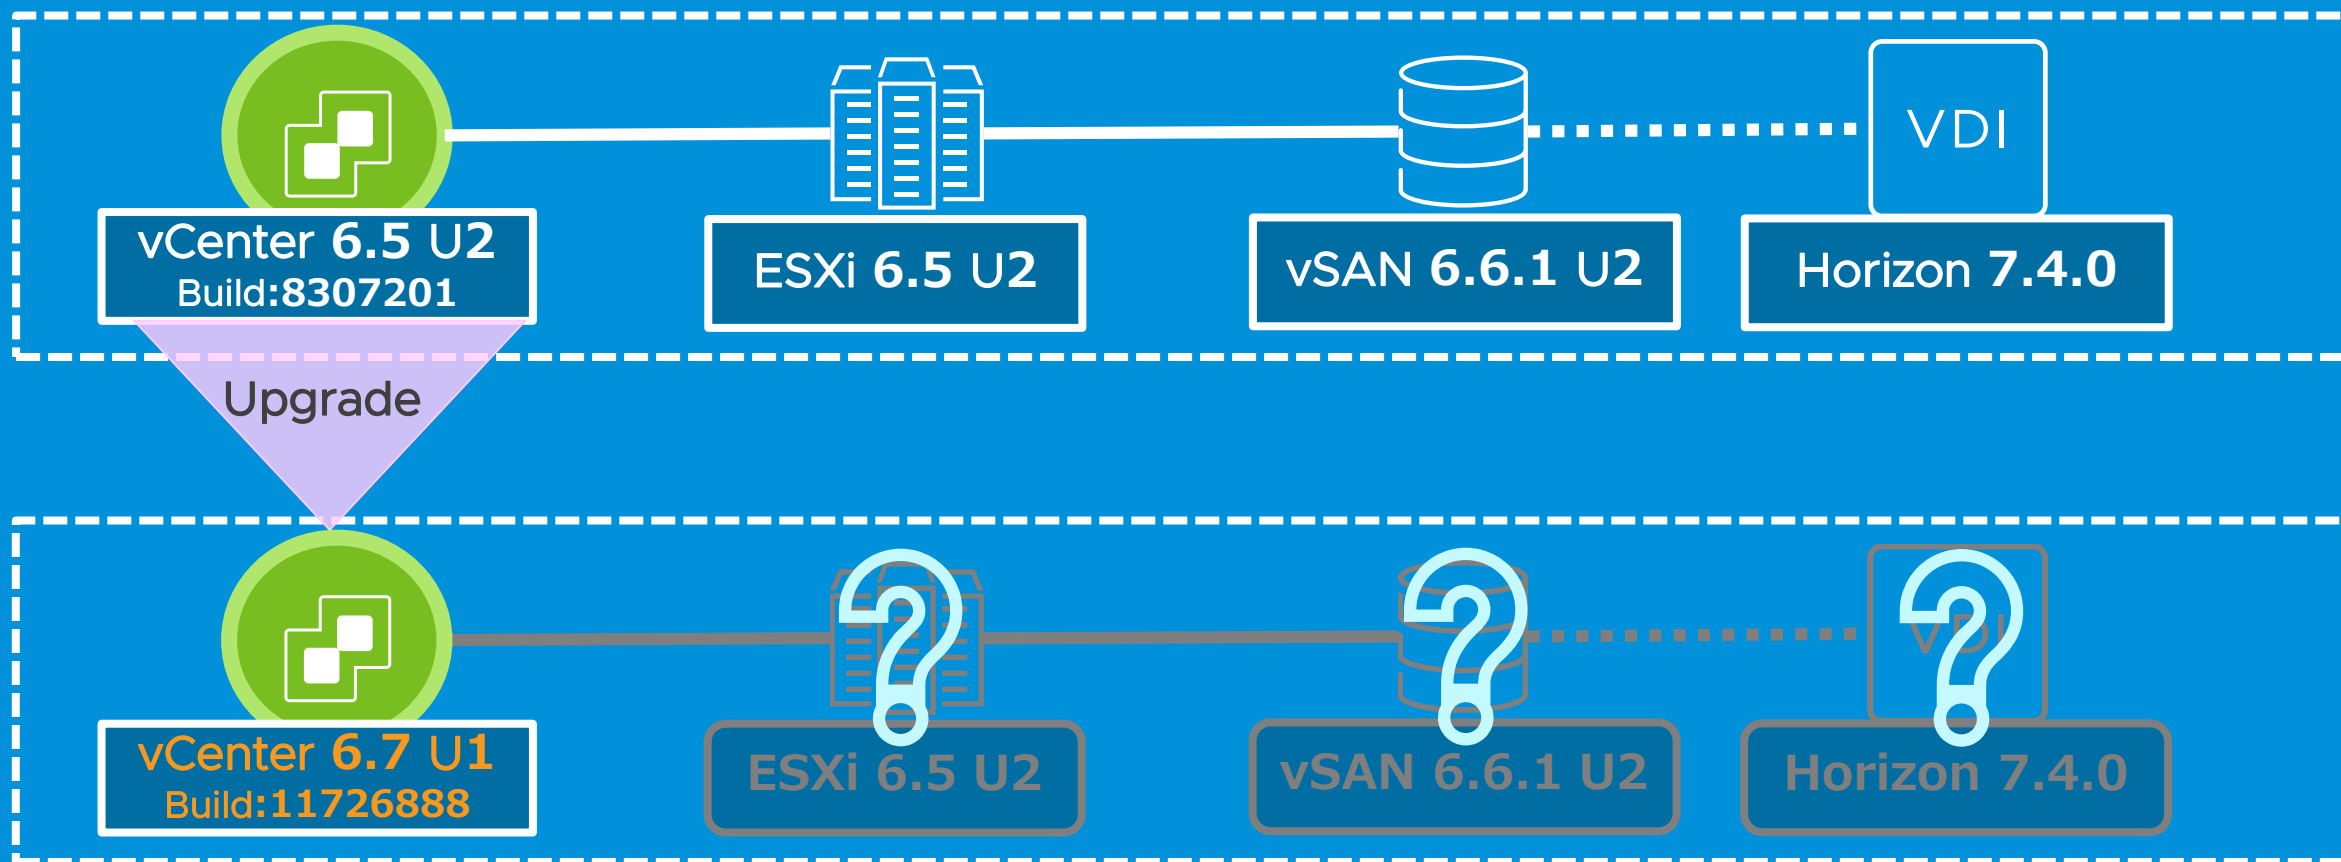 VDI
vCenter 6.5 U2
Build:8307201
ESXi 6.5 U2
vSAN 6.6.1 U2
Horizon 7.4.0
Upgrade
VDI
vCenter 6.7 U1
Build:11726888
ESXi 6.5 U2
vSAN 6.6.1 U2
Horizon 7.4.0